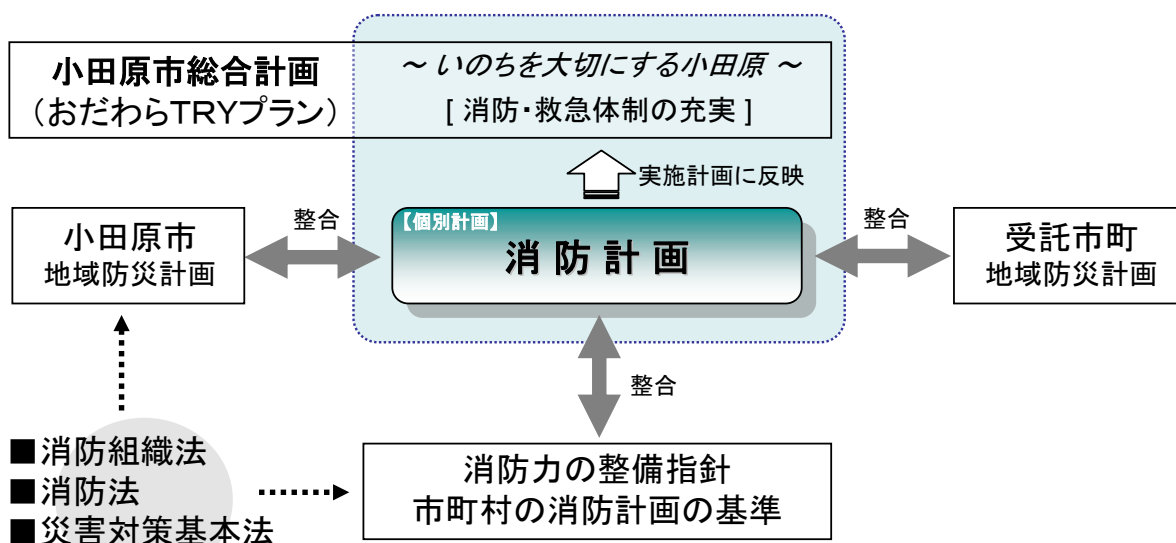 小田原市総合計画
（おだわらTRYプラン）
～ いのちを大切にする小田原 ～
[ 消防・救急体制の充実 ]
実施計画に反映
小田原市
地域防災計画
整合
【個別計画】
消防計画
整合
受託市町
地域防災計画
整合
■消防組織法
■消防法
■災害対策基本法
消防力の整備指針
市町村の消防計画の基準